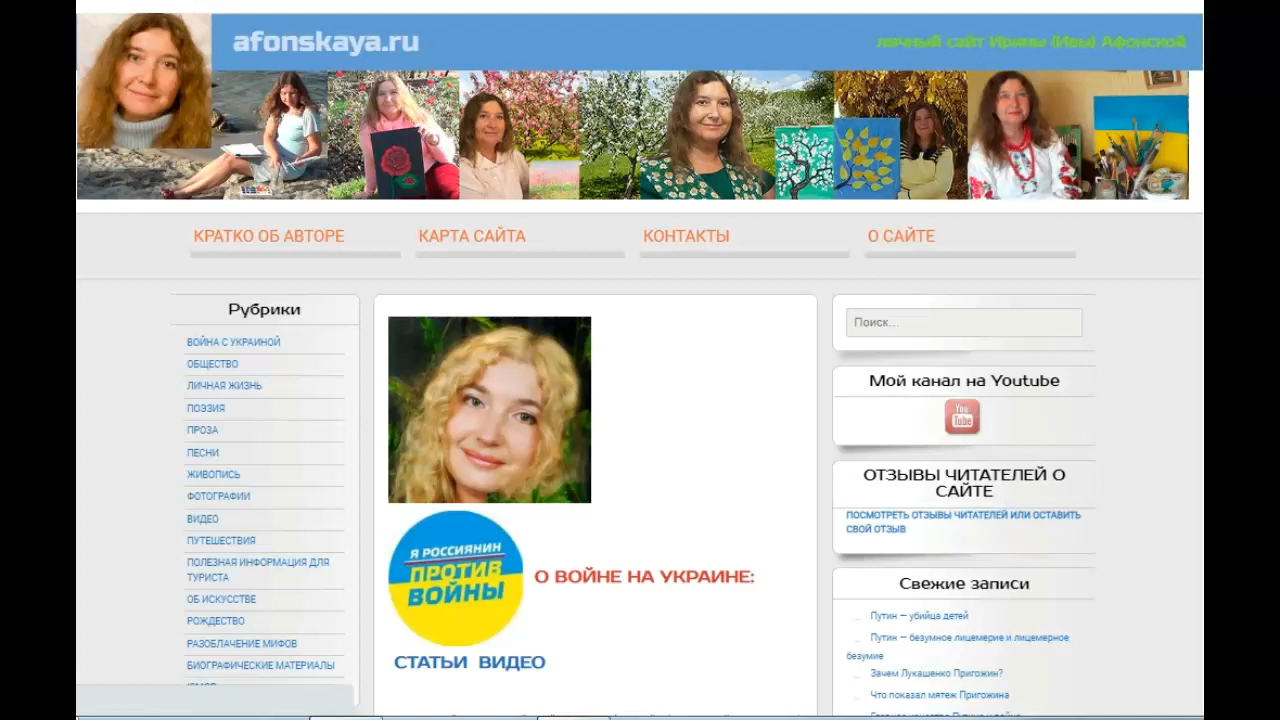 afonskaya.ru
личный сайт Ирины (Ивы) Афонской
КРАТКО ОБ АВТОРЕ
КАРТА САЙТА
КОНТАКТЫ
О САЙТЕ
Рубрики
ВОЙНА С УКРАИНОЙ
ОБЩЕСТВО
ЛИЧНАЯ ЖИЗНЬ
ПОЭЗИЯ
ПРОЗА
ПЕСНИ
ЖИВОПИСЬ
ФОТОГРАФИИ
ВИДЕО
ПУТЕШЕСТВИЯ
ПОЛЕЗНАЯ ИНФОРМАЦИЯ ДЛЯ
ТУРИСТА
ОБ ИСКУССТВЕ
РОЖДЕСТВО
РАЗОБЛАЧЕНИЕ МИФОВ
БИОГРАФИЧЕСКИЕ МАТЕРИАЛЫ
Я РОССИЯНИН
ПРОТИВ
ВОЙНЫ
О ВОЙНЕ НА УКРАИНЕ:
СТАТЬИ ВИДЕО
Поиск...
Мой канал на Youtube
You
Tube
ОТЗЫВЫ ЧИТАТЕЛЕЙ О
САЙТЕ
ПОСМОТРЕТЬ ОТЗЫВЫ ЧИТАТЕЛЕЙ ИЛИ ОСТАВИТЬ
СВОЙ ОТЗЫВ
Свежие записи
Путин — убийца детей
Путин — безумное лицемерие и лицемерное
безумие
Зачем Лукашенко Пригожин?
Что показал мятеж Пригожина